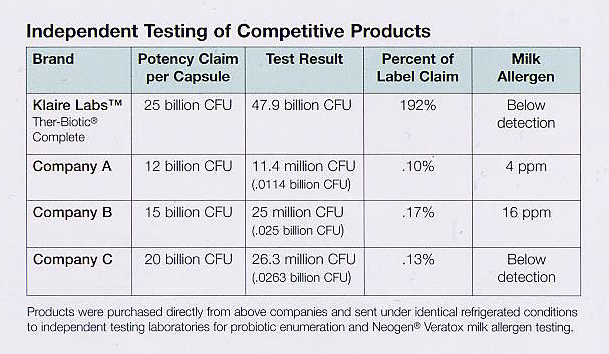 Independent Testing of Competitive Products
Brand Potency Claim per Capsule Test Result Percent of Label Claim Milk Allergen
Klaire Labs™ Ther-Biotic® Complete 25 billion CFU 47.9 billion CFU 192% Below detection
Company A 12 billion CFU 11.4 million CFU (.0114 billion CFU) .10% 4 ppm
Company B 15 billion CFU 25 million CFU (.025 billion CFU) .17% 16 ppm
Company C 20 billion CFU 26.3 million CFU (.0263 billion CFU) .13% Below detection
Products were purchased directly from above companies and sent under identical refrigerated conditions
to independent testing laboratories for probiotic enumeration and Neogen® Veratox milk allergen testing.